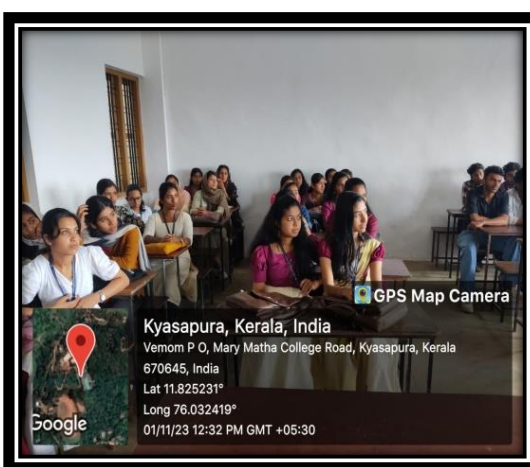 GPS Map Camera
Kyasapura, Kerala, India
Vemom P O, Mary Matha College Road, Kyasapura, Kerala
670645, India
Lat 11.825231°
Long 76.032419°
01/11/23 12:32 PM GMT +05:30
Google